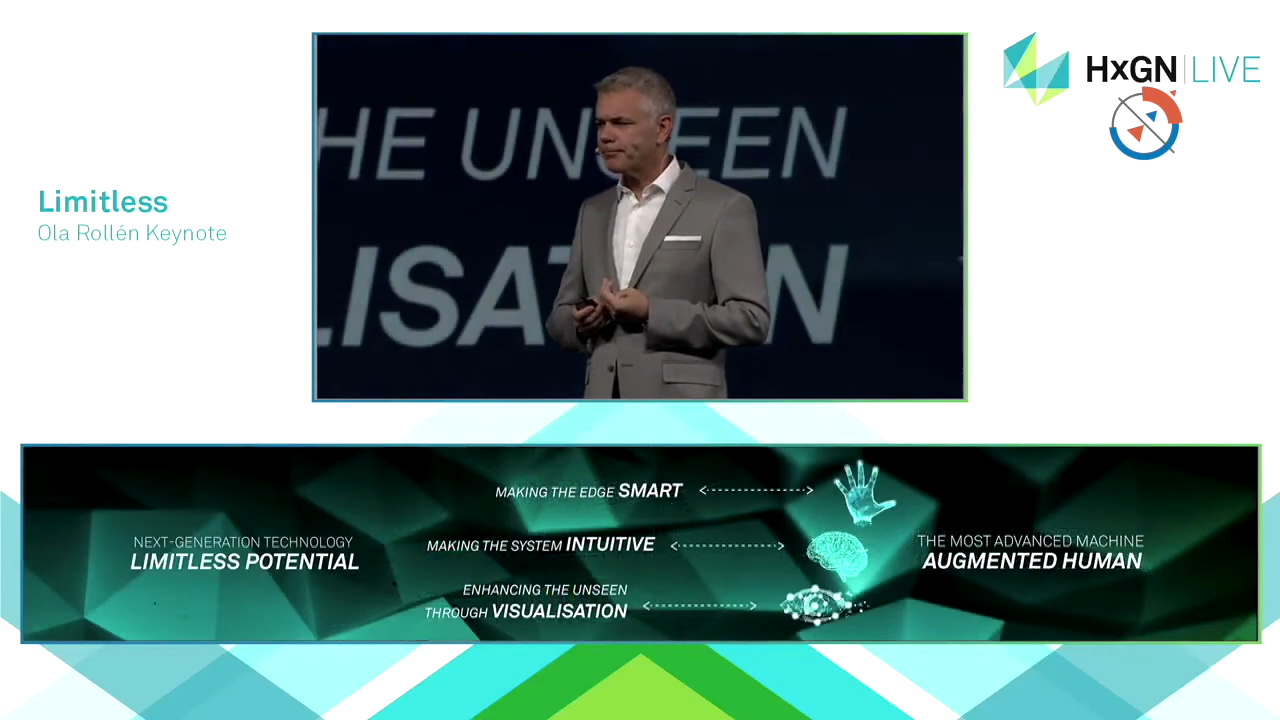 HxGN LIVE
Limitless
Ola Rollén Keynote
HE UNSEEN
LISATION
MAKING THE EDGE SMART
NEXT-GENERATION TECHNOLOGY
LIMITLESS POTENTIAL
MAKING THE SYSTEM INTUITIVE
THE MOST ADVANCED MACHINE
AUGMENTED HUMAN
ENHANCING THE UNSEEN
THROUGH VISUALISATION